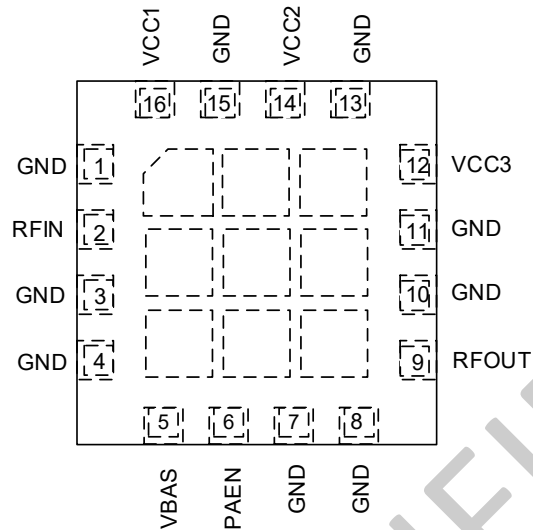 VCC1 GND VCC2 GND
16 15 14 13
GND 1 12 VCC3
RFIN 2 11 GND
GND 3 10 GND
GND 4 9 RFOUT
5 6 7 8
VBAS PAEN GND GND